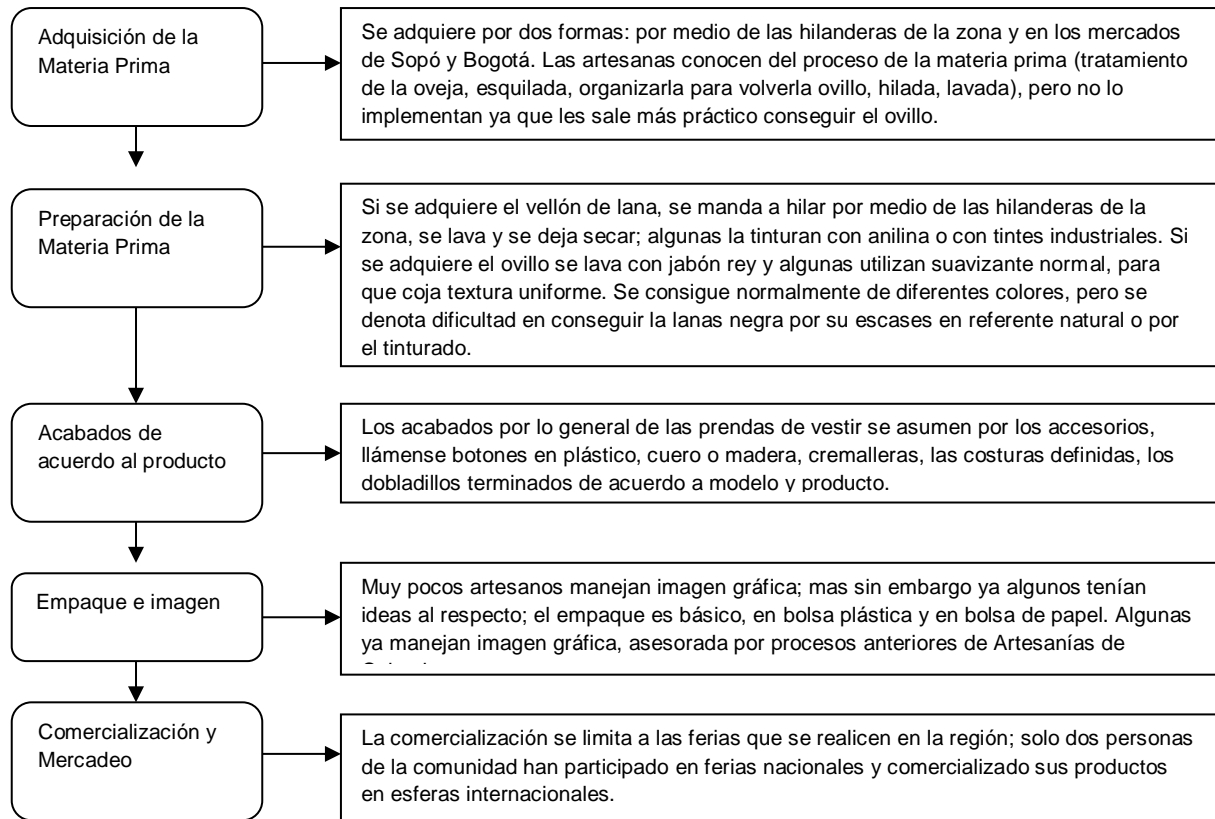 Adquisición de la
Materia Prima
Se adquiere por dos formas: por medio de las hilanderas de la zona y en los mercados
de Sopó y Bogotá. Las artesanas conocen del proceso de la materia prima (tratamiento
de la oveja, esquilada, organizarla para volverla ovillo, hilada, lavada), pero no lo
implementan ya que les sale más práctico conseguir el ovillo.
Preparación de la
Materia Prima
Si se adquiere el vellón de lana, se manda a hilar por medio de las hilanderas de la
zona, se lava y se deja secar; algunas la tinturan con anilina o con tintes industriales. Si
se adquiere el ovillo se lava con jabón rey y algunas utilizan suavizante normal, para
que coja textura uniforme. Se consigue normalmente de diferentes colores, pero se
denota dificultad en conseguir la lanas negra por su escases en referente natural o por
el tinturado.
Acabados de
acuerdo al producto
Los acabados por lo general de las prendas de vestir se asumen por los accesorios,
llámense botones en plástico, cuero o madera, cremalleras, las costuras definidas, los
dobladillos terminados de acuerdo a modelo y producto.
Empaque e imagen
Muy pocos artesanos manejan imagen gráfica; mas sin embargo ya algunos tenían
ideas al respecto; el empaque es básico, en bolsa plástica y en bolsa de papel. Algunas
ya manejan imagen gráfica, asesorada por procesos anteriores de Artesanías de
Comercialización y
Mercadeo
La comercialización se limita a las ferias que se realicen en la región; solo dos personas
de la comunidad han participado en ferias nacionales y comercializado sus productos
en esferas internacionales.